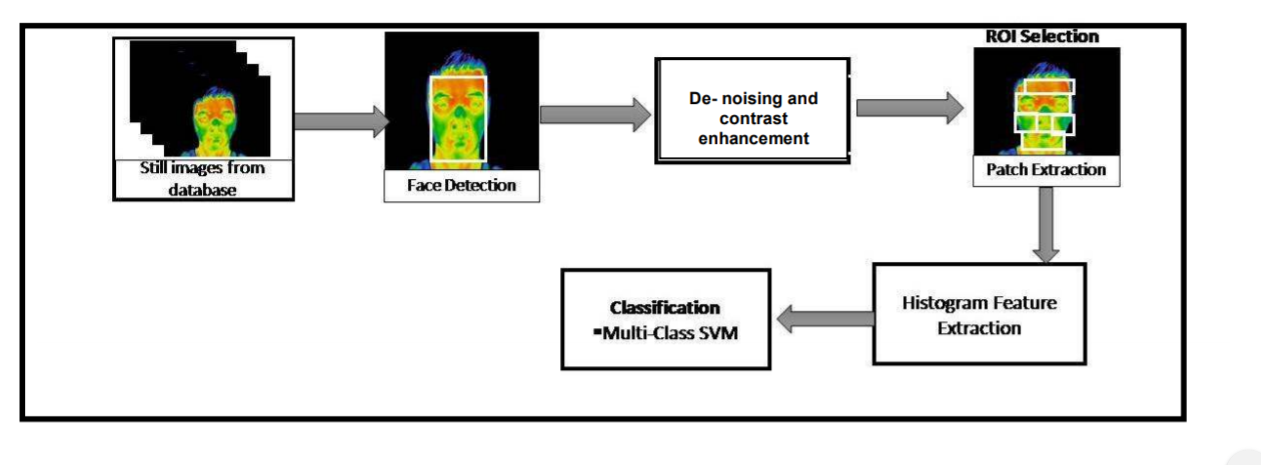 Still images from
database
Face Detection
De- noising and
contrast
enhancement
ROI Selection
Patch Extraction
Histogram Feature
Extraction
Classification
▪Multi-Class SVM